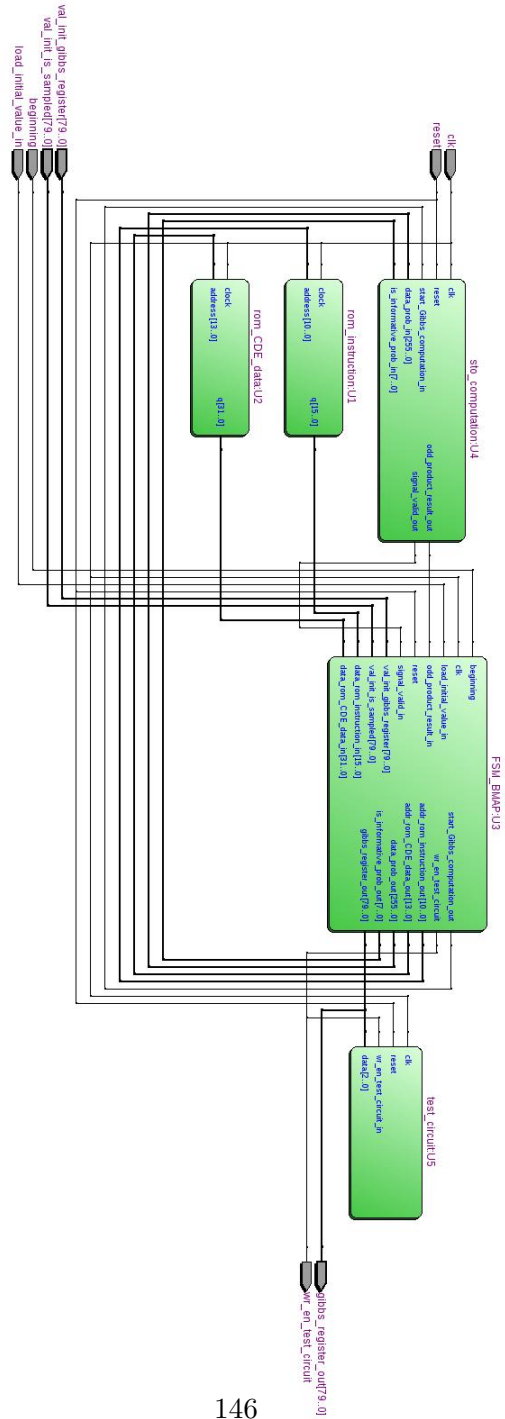 clk
reset
val_init_gibbs_register[79..0]
val_init_is_sampled[79..0]
beginning
load_initial_value_in
sto_computation:U4
clk
reset
start_Gibbs_computation_in
data_prob_in[255..0]
is_informative_prob_in[7..0]
odd_product_result_out
signal_valid_out
rom_instruction:U1
clock
address[10..0]
q[15..0]
rom_CDE_data:U2
clock
address[13..0]
q[31..0]
FSM_BMAP:U3
beginning
clk
load_initial_value_in
odd_product_result_in
reset
signal_valid_in
val_init_gibbs_register[79..0]
val_init_is_sampled[79..0]
data_rom_instruction_in[15..0]
data_rom_CDE_data_in[31..0]
start_Gibbs_computation_out
wr_en_test_circuit
addr_rom_instruction_out[10..0]
addr_rom_CDE_data_out[13..0]
data_prob_out[255..0]
is_informative_prob_out[7..0]
gibbs_register_out[79..0]
test_circuit:U5
clk
reset
wr_en_test_circuit_in
data[2..0]
gibbs_register_out[79..0]
wr_en_test_circuit
146